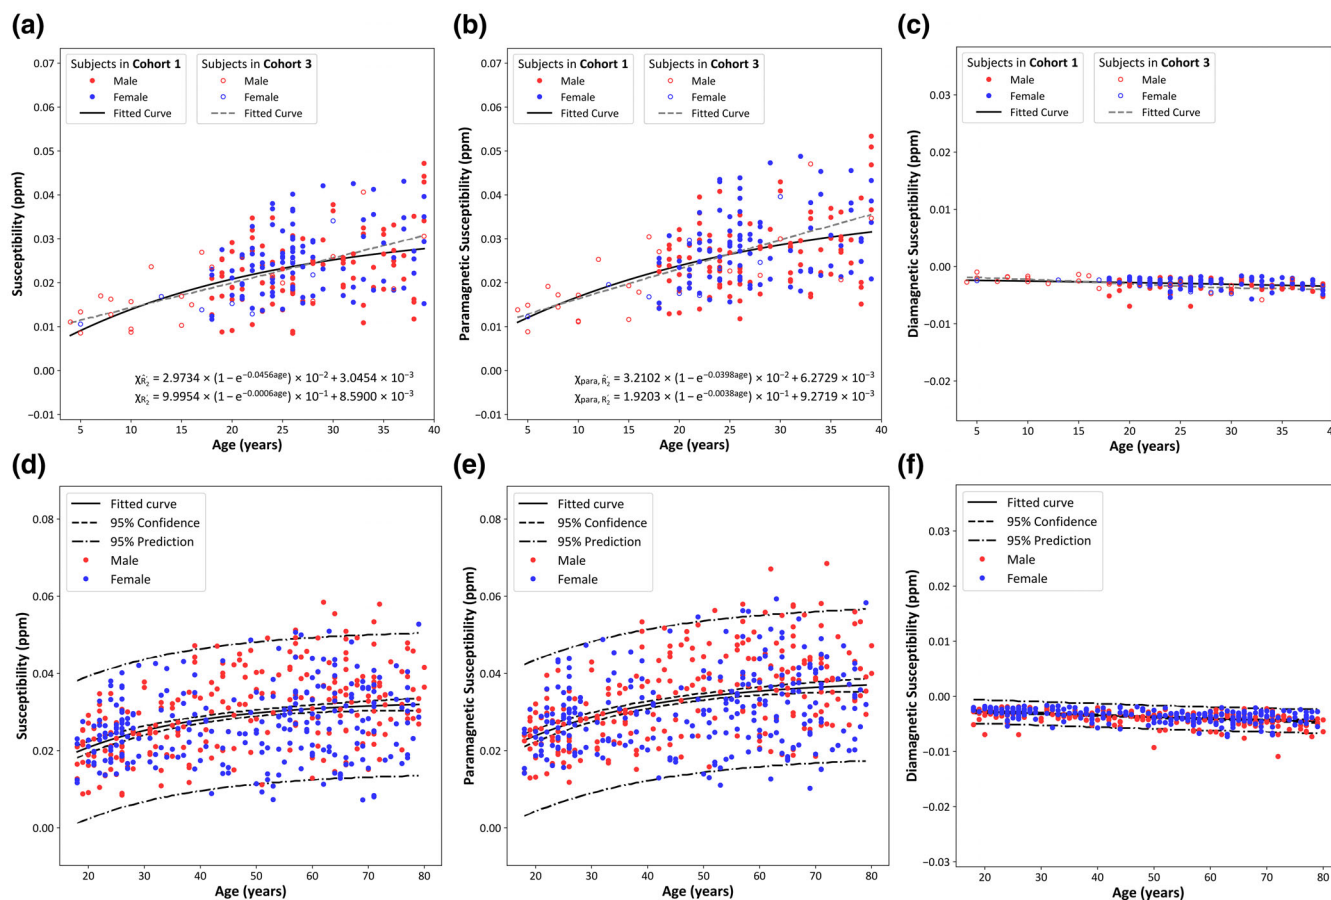 (a)
Subjects in Cohort 1 Subjects in Cohort 3
Male Male
Female Female
Fitted Curve Fitted Curve
0.07
0.06
0.05
0.04
0.03
0.02
0.01
0.00
−0.01
Susceptibility (ppm)
χR̂₂′ = 2.9734 × (1 − e^−0.0456age) × 10^−2 + 3.0454 × 10^−3
χR₂′ = 9.9954 × (1 − e^−0.0006age) × 10^−1 + 8.5900 × 10^−3
5 10 15 20 25 30 35 40
Age (years)
(b)
Subjects in Cohort 1 Subjects in Cohort 3
Male Male
Female Female
Fitted Curve Fitted Curve
0.07
0.06
0.05
0.04
0.03
0.02
0.01
0.00
−0.01
Paramagnetic Susceptibility (ppm)
χpara, R̂₂′ = 3.2102 × (1 − e^−0.0398age) × 10^−2 + 6.2729 × 10^−3
χpara, R₂′ = 1.9203 × (1 − e^−0.0038age) × 10^−1 + 9.2719 × 10^−3
5 10 15 20 25 30 35 40
Age (years)
(c)
Subjects in Cohort 1 Subjects in Cohort 3
Male Male
Female Female
Fitted Curve Fitted Curve
0.03
0.02
0.01
0.00
−0.01
−0.02
Diamagnetic Susceptibility (ppm)
5 10 15 20 25 30 35 40
Age (years)
(d)
Fitted curve
95% Confidence
95% Prediction
Male
Female
0.08
0.06
0.04
0.02
0.00
Susceptibility (ppm)
20 30 40 50 60 70 80
Age (years)
(e)
Fitted curve
95% Confidence
95% Prediction
Male
Female
0.08
0.06
0.04
0.02
0.00
Paramagnetic Susceptibility (ppm)
20 30 40 50 60 70 80
Age (years)
(f)
Fitted curve
95% Confidence
95% Prediction
Male
Female
0.03
0.02
0.01
0.00
−0.01
−0.02
−0.03
Diamagnetic Susceptibility (ppm)
20 30 40 50 60 70 80
Age (years)